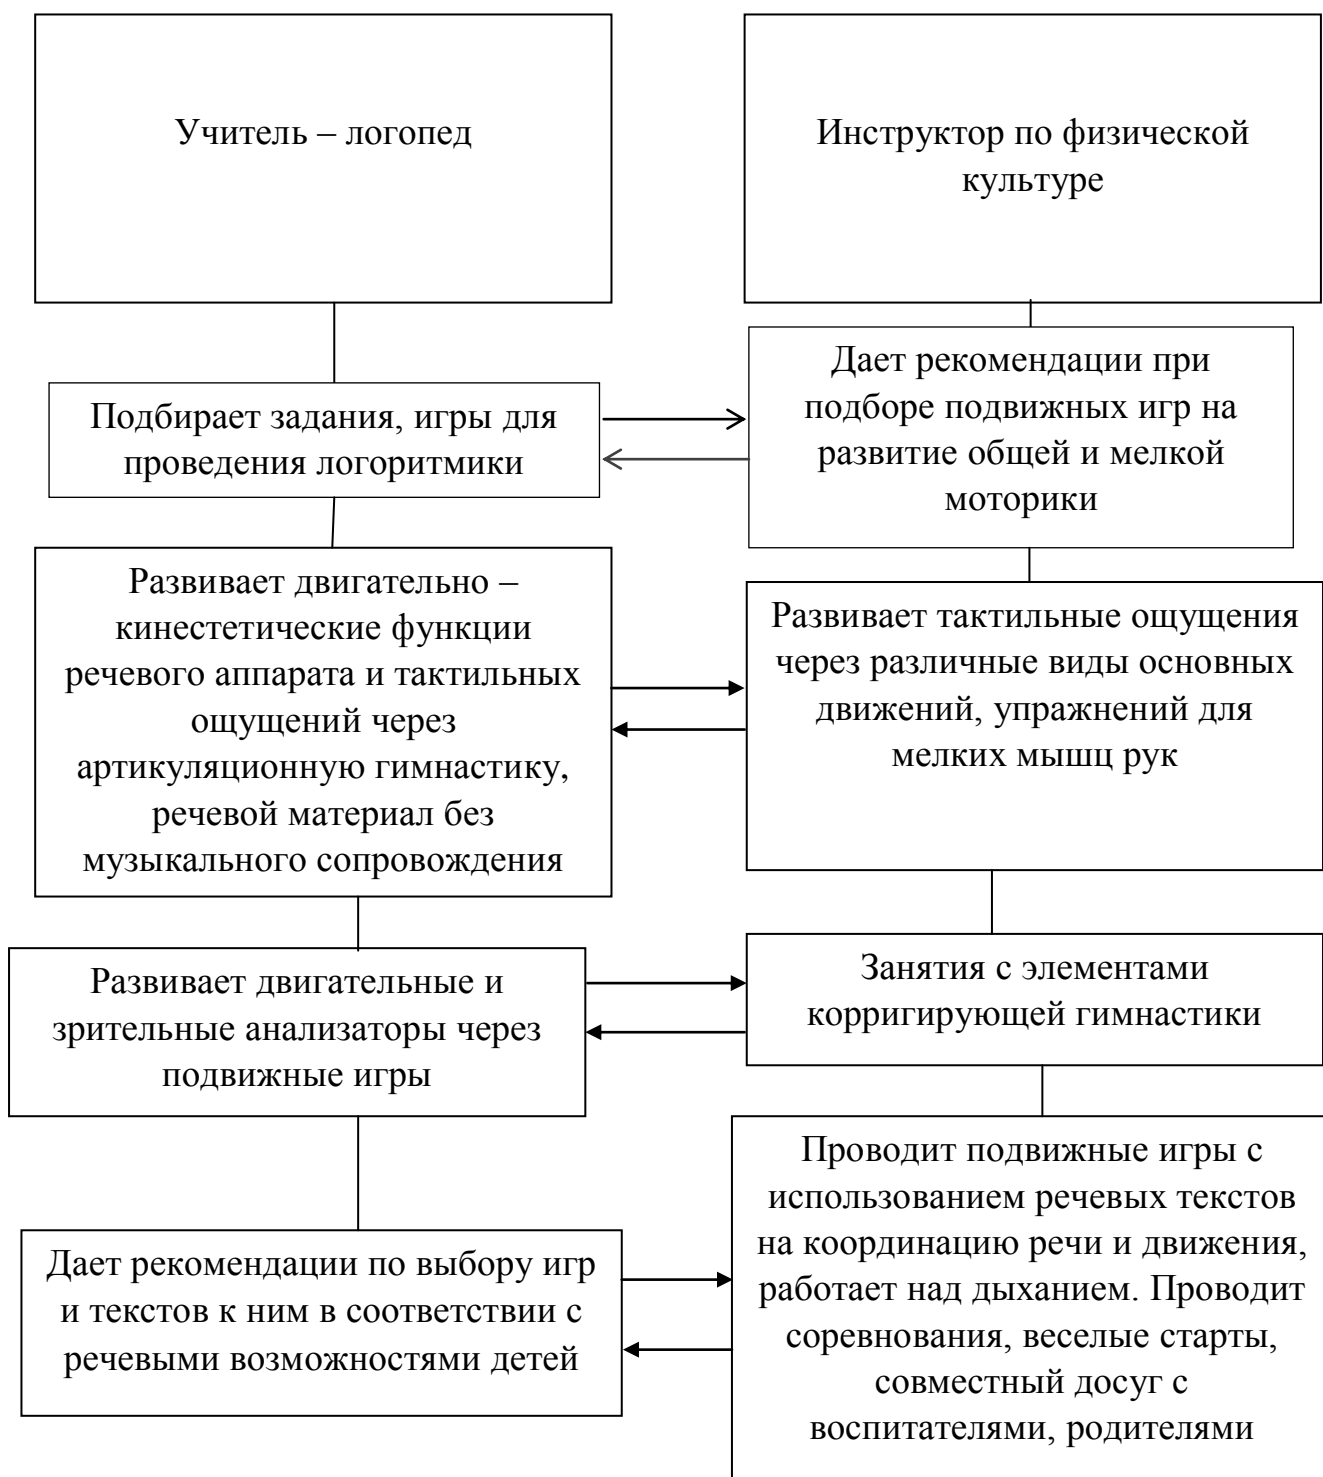 Учитель – логопед
Инструктор по физической
культуре
Подбирает задания, игры для
проведения логоритмики
Дает рекомендации при
подборе подвижных игр на
развитие общей и мелкой
моторики
Развивает двигательно –
кинестетические функции
речевого аппарата и тактильных
ощущений через
артикуляционную гимнастику,
речевой материал без
музыкального сопровождения
Развивает тактильные ощущения
через различные виды основных
движений, упражнений для
мелких мышц рук
Развивает двигательные и
зрительные анализаторы через
подвижные игры
Занятия с элементами
корригирующей гимнастики
Дает рекомендации по выбору игр
и текстов к ним в соответствии с
речевыми возможностями детей
Проводит подвижные игры с
использованием речевых текстов
на координацию речи и движения,
работает над дыханием. Проводит
соревнования, веселые старты,
совместный досуг с
воспитателями, родителями